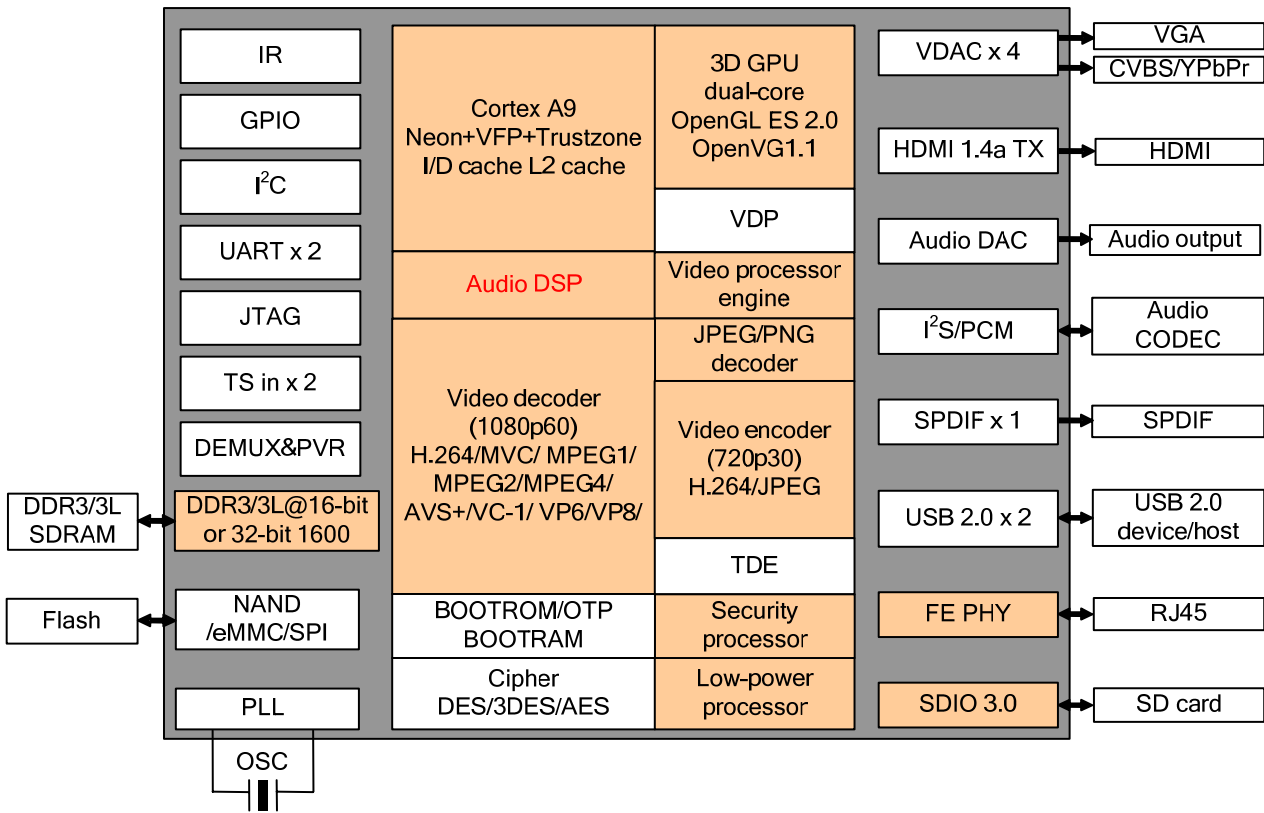 IR
GPIO
I²C
UART x 2
JTAG
TS in x 2
DEMUX&PVR
DDR3/3L
SDRAM
DDR3/3L@16-bit
or 32-bit 1600
Flash
NAND
/eMMC/SPI
PLL
OSC
Cortex A9
Neon+VFP+Trustzone
I/D cache L2 cache
Audio DSP
Video decoder
(1080p60)
H.264/MVC/ MPEG1/
MPEG2/MPEG4/
AVS+/VC-1/ VP6/VP8/
BOOTROM/OTP
BOOTRAM
Cipher
DES/3DES/AES
3D GPU
dual-core
OpenGL ES 2.0
OpenVG1.1
VDP
Video processor
engine
JPEG/PNG
decoder
Video encoder
(720p30)
H.264/JPEG
TDE
Security
processor
Low-power
processor
VDAC x 4
VGA
CVBS/YPbPr
HDMI 1.4a TX
HDMI
Audio DAC
Audio output
I²S/PCM
Audio
CODEC
SPDIF x 1
SPDIF
USB 2.0 x 2
USB 2.0
device/host
FE PHY
RJ45
SDIO 3.0
SD card